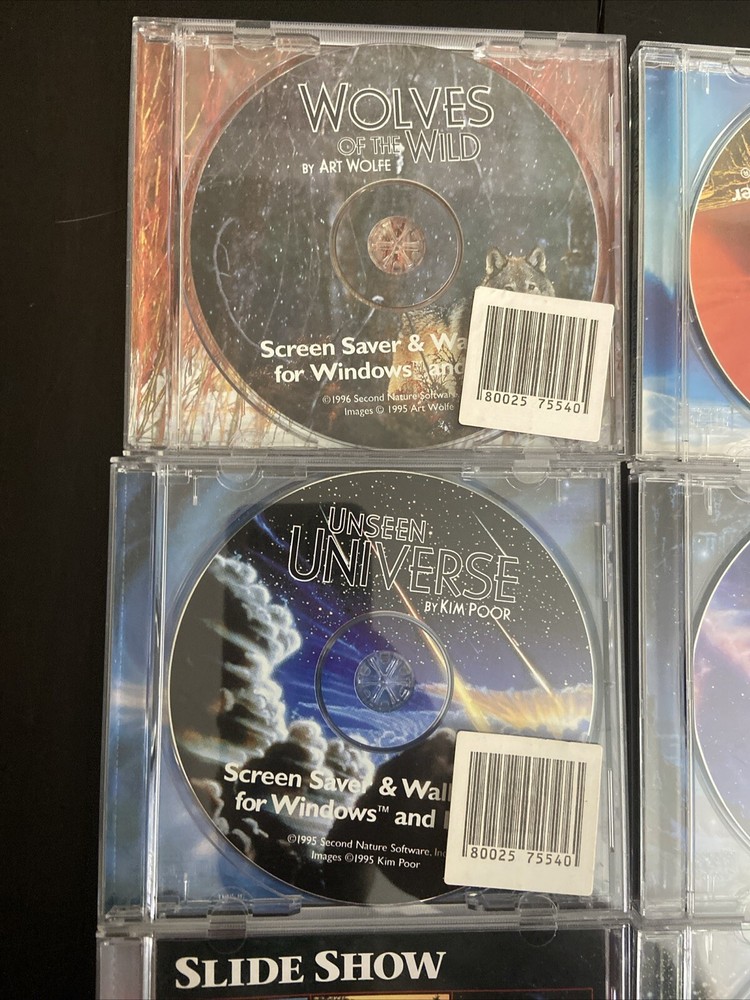 WOLVES
OF THE WILD
BY ART WOLFE
Screen Saver & Wa
for Windows™ and
©1996 Second Nature Software
Images © 1995 Art Wolfe
80025 75540
UNSEEN
UNIVERSE
BY KIM POOR
Screen Saver & Wal
for Windows™ and
©1995 Second Nature Software, Inc
Images ©1995 Kim Poor
80025 75540
SLIDE SHOW